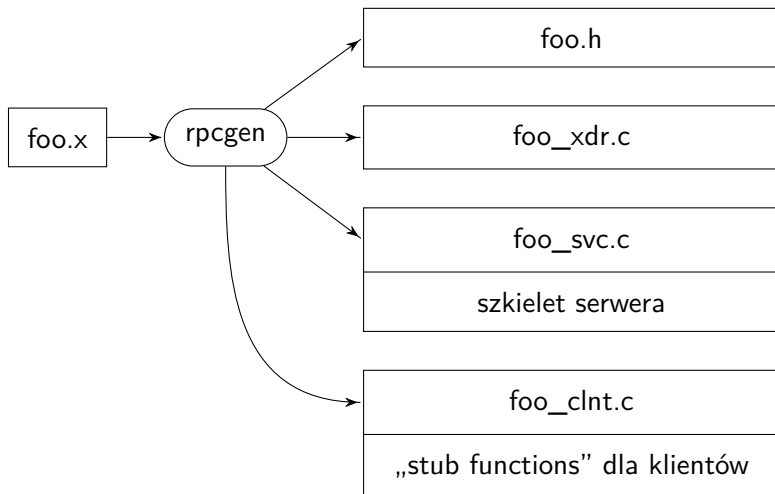 foo.h
foo.x
rpcgen
foo_xdr.c
foo_svc.c
szkielet serwera
foo_clnt.c
„stub functions” dla klientów